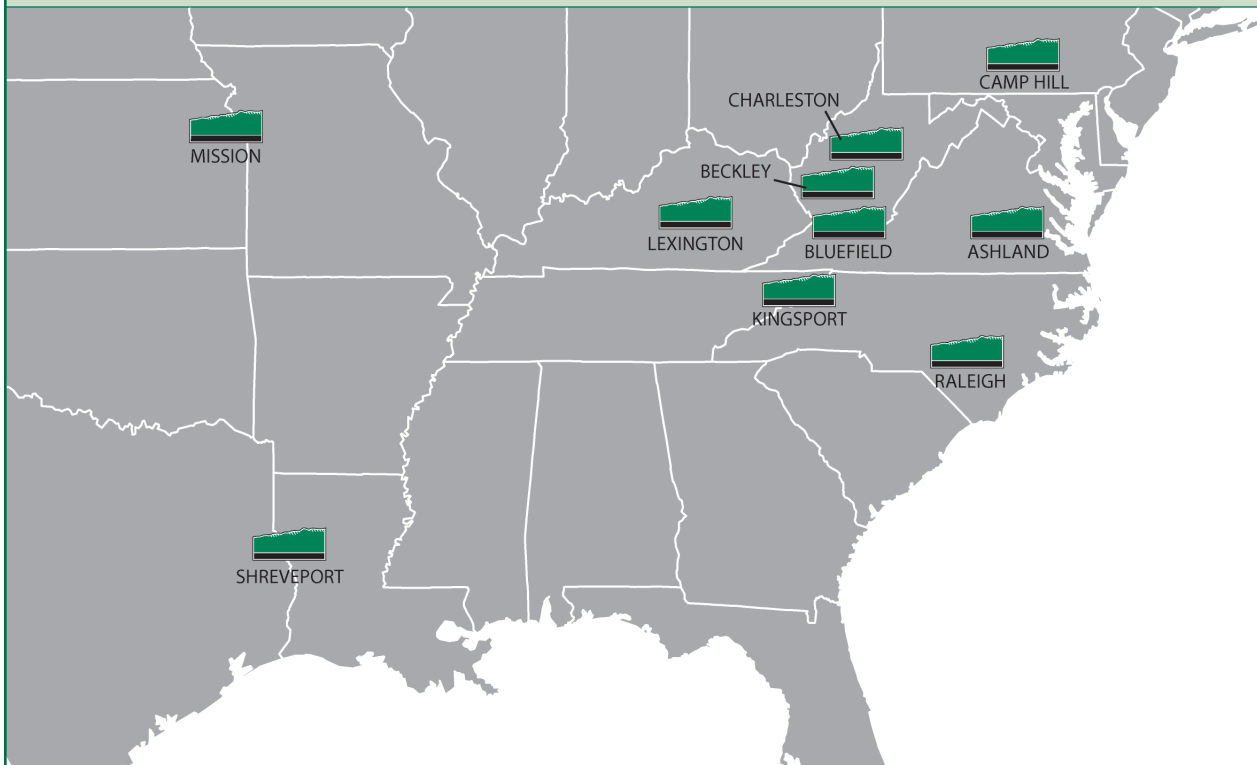 CAMP HILL
CHARLESTON
MISSION
BECKLEY
LEXINGTON
BLUEFIELD
ASHLAND
KINGSPORT
RALEIGH
SHREVEPORT